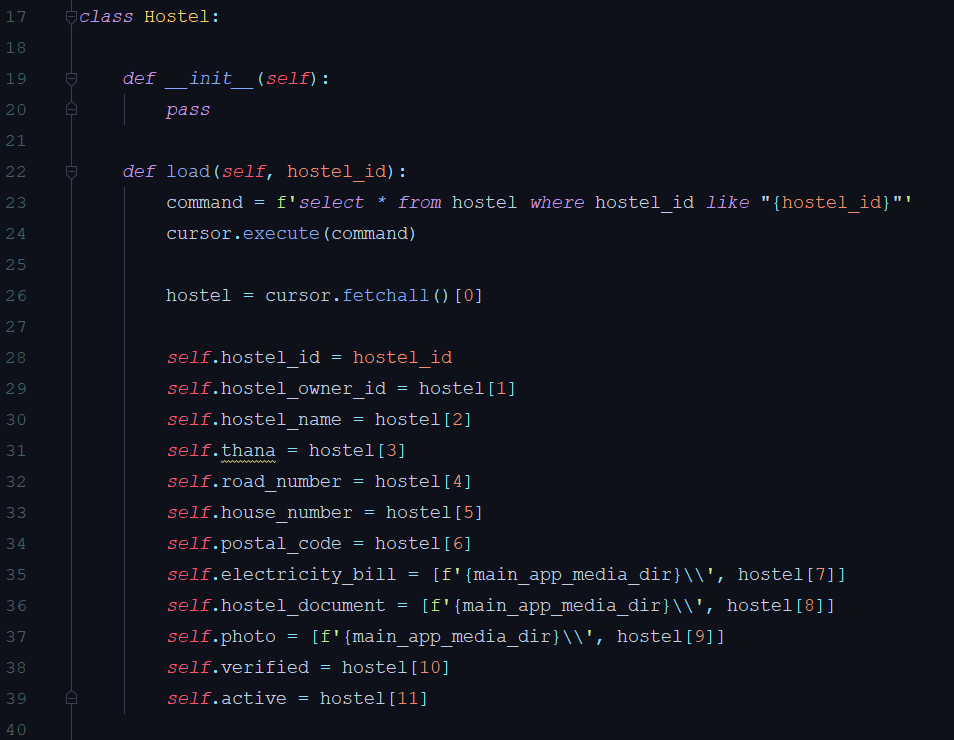 17 class Hostel:
18
19     def __init__(self):
20         pass
21
22     def load(self, hostel_id):
23         command = f'select * from hostel where hostel_id like "{hostel_id}"'
24         cursor.execute(command)
25
26         hostel = cursor.fetchall()[0]
27
28         self.hostel_id = hostel_id
29         self.hostel_owner_id = hostel[1]
30         self.hostel_name = hostel[2]
31         self.thana = hostel[3]
32         self.road_number = hostel[4]
33         self.house_number = hostel[5]
34         self.postal_code = hostel[6]
35         self.electricity_bill = [f'{main_app_media_dir}\\', hostel[7]]
36         self.hostel_document = [f'{main_app_media_dir}\\', hostel[8]]
37         self.photo = [f'{main_app_media_dir}\\', hostel[9]]
38         self.verified = hostel[10]
39         self.active = hostel[11]
40